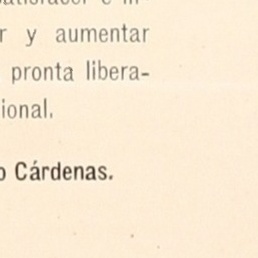 r y aumentar
pronta libera-
ional.
o Cárdenas.